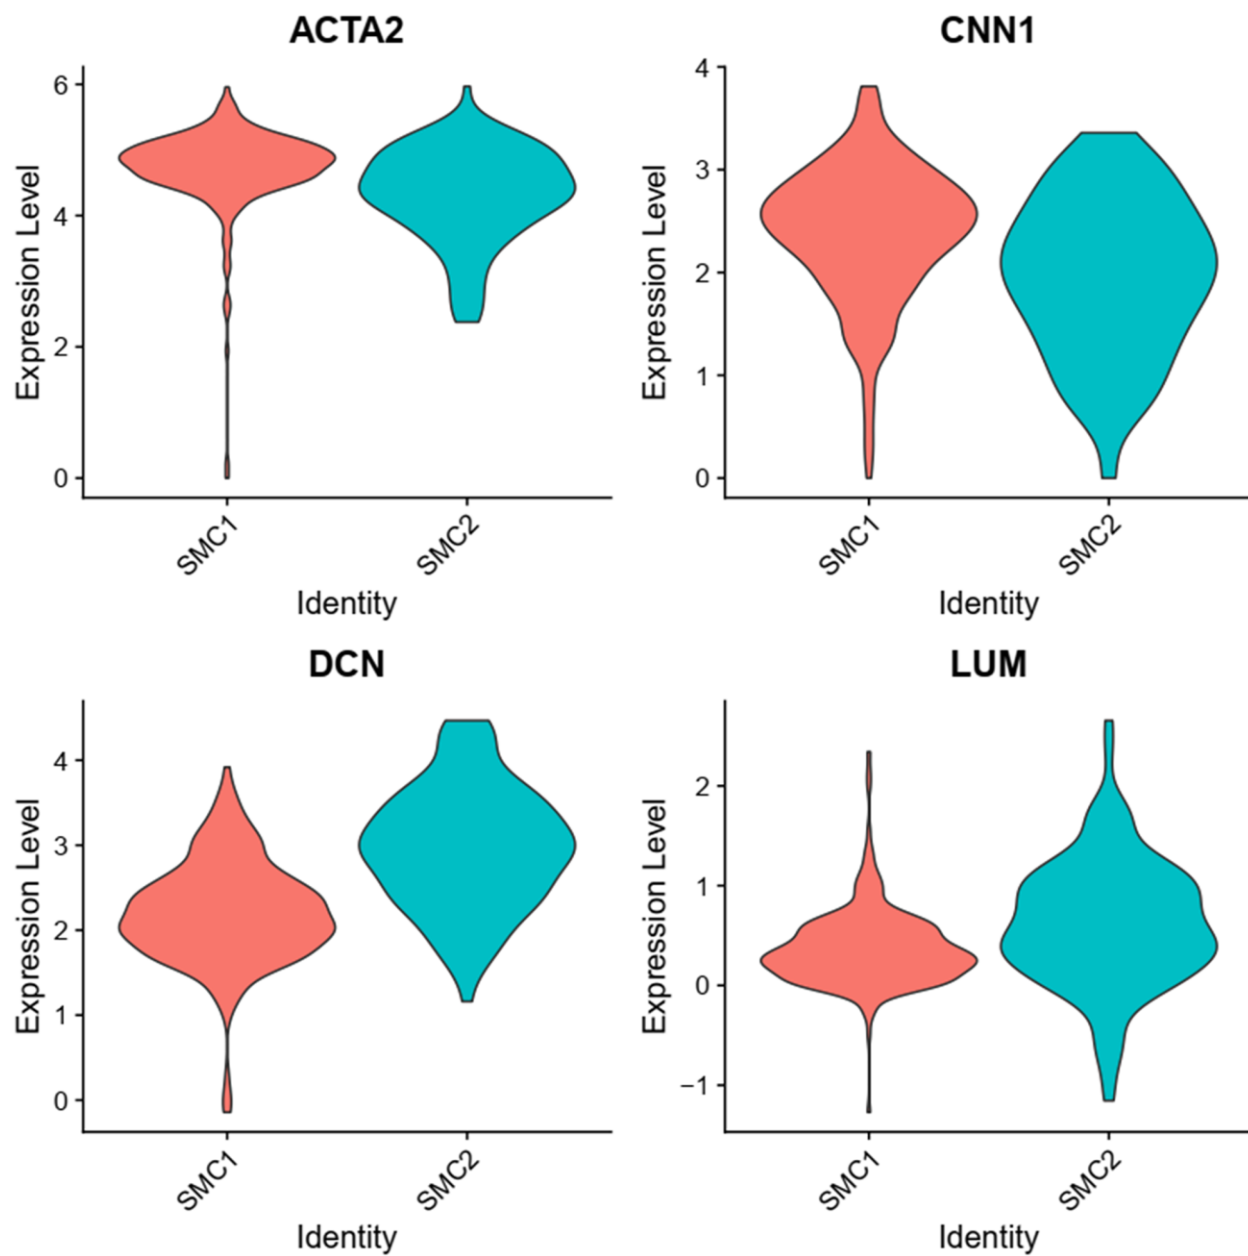 ACTA2
Expression Level
6
4
2
0
SMC1
SMC2
Identity
CNN1
Expression Level
4
3
2
1
0
SMC1
SMC2
Identity
DCN
Expression Level
4
3
2
1
0
SMC1
SMC2
Identity
LUM
Expression Level
2
1
0
−1
SMC1
SMC2
Identity